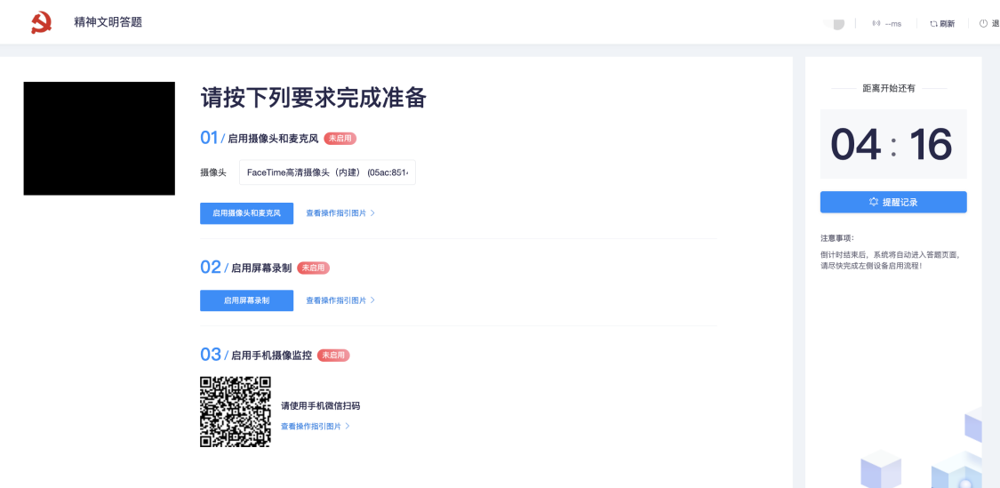 精神文明答题
--ms
刷新
退
请按下列要求完成准备
01 / 启用摄像头和麦克风 未启用
摄像头 FaceTime高清摄像头（内建） (05ac:8514
启用摄像头和麦克风 查看操作指引图片 >
02 / 启用屏幕录制 未启用
启用屏幕录制 查看操作指引图片 >
03 / 启用手机摄像监控 未启用
请使用手机微信扫码
查看操作指引图片 >
距离开始还有
04 : 16
提醒记录
注意事项：
倒计时结束后，系统将自动进入答题页面，
请尽快完成左侧设备启用流程！